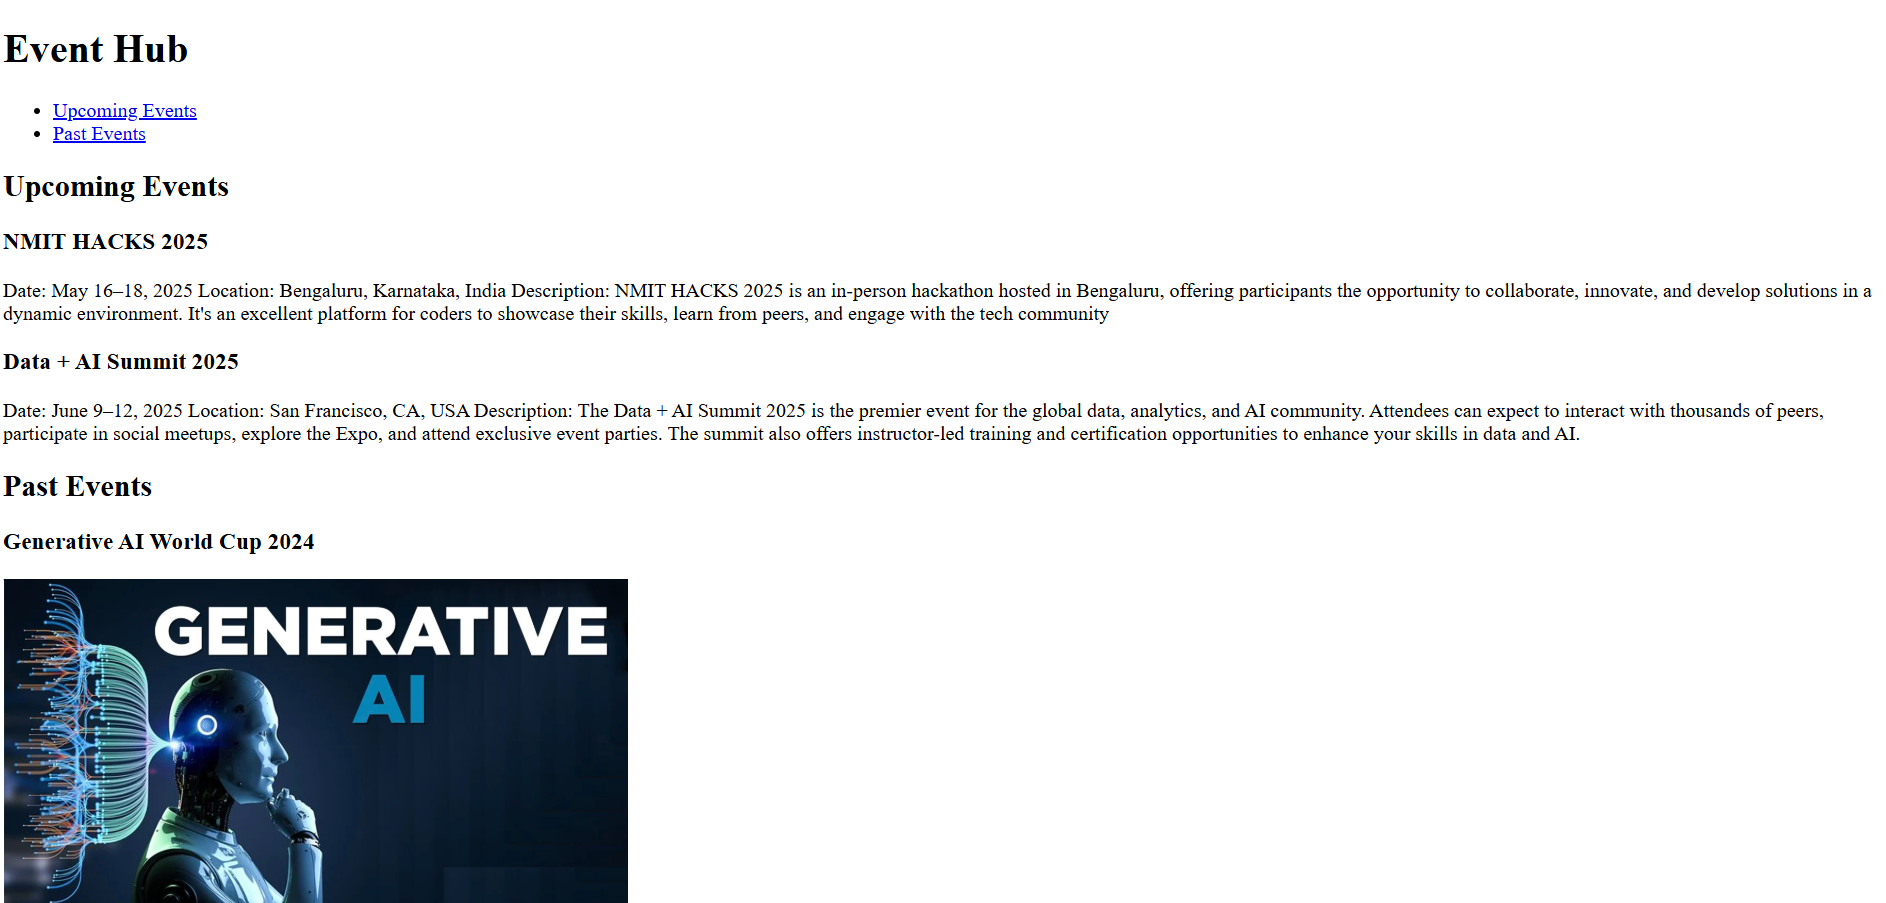 Event Hub
Upcoming Events
Past Events
Upcoming Events
NMIT HACKS 2025
Date: May 16–18, 2025 Location: Bengaluru, Karnataka, India Description: NMIT HACKS 2025 is an in-person hackathon hosted in Bengaluru, offering participants the opportunity to collaborate, innovate, and develop solutions in a
dynamic environment. It's an excellent platform for coders to showcase their skills, learn from peers, and engage with the tech community
Data + AI Summit 2025
Date: June 9–12, 2025 Location: San Francisco, CA, USA Description: The Data + AI Summit 2025 is the premier event for the global data, analytics, and AI community. Attendees can expect to interact with thousands of peers,
participate in social meetups, explore the Expo, and attend exclusive event parties. The summit also offers instructor-led training and certification opportunities to enhance your skills in data and AI.
Past Events
Generative AI World Cup 2024
GENERATIVE
AI